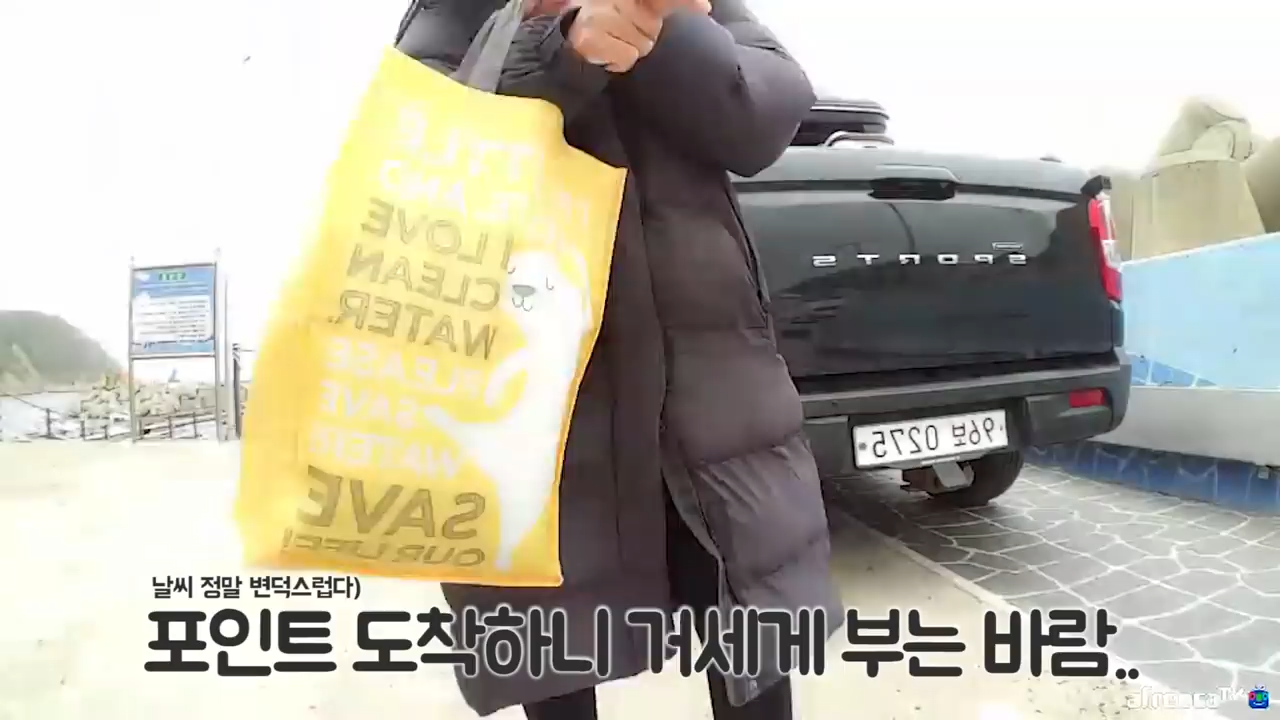 I LOVE
CLEAN
WATER.
PLEASE
SAVE
WATER
SAVE
OUR LIFE!
SPORTS
96보 0275
날씨 정말 변덕스럽다)
포인트 도착하니 거세게 부는 바람..
afreecaTV